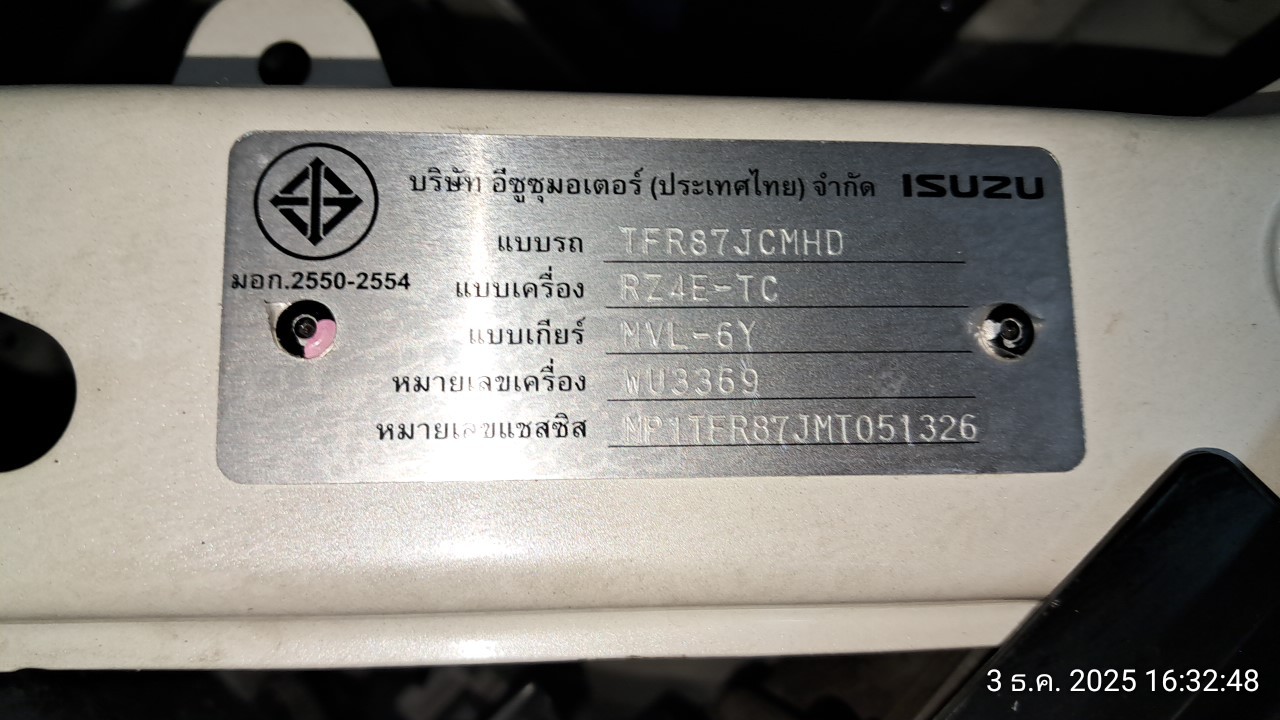 บริษัท อีซูซุมอเตอร์ (ประเทศไทย) จำกัด ISUZU
แบบรถ TFR87JCMHD
มอก.2550-2554
แบบเครื่อง RZ4E-TC
แบบเกียร์ MVL-6Y
หมายเลขเครื่อง WU3369
หมายเลขแซสซิส MP1TFR87JMT051326
3 ธ.ค. 2025 16:32:48